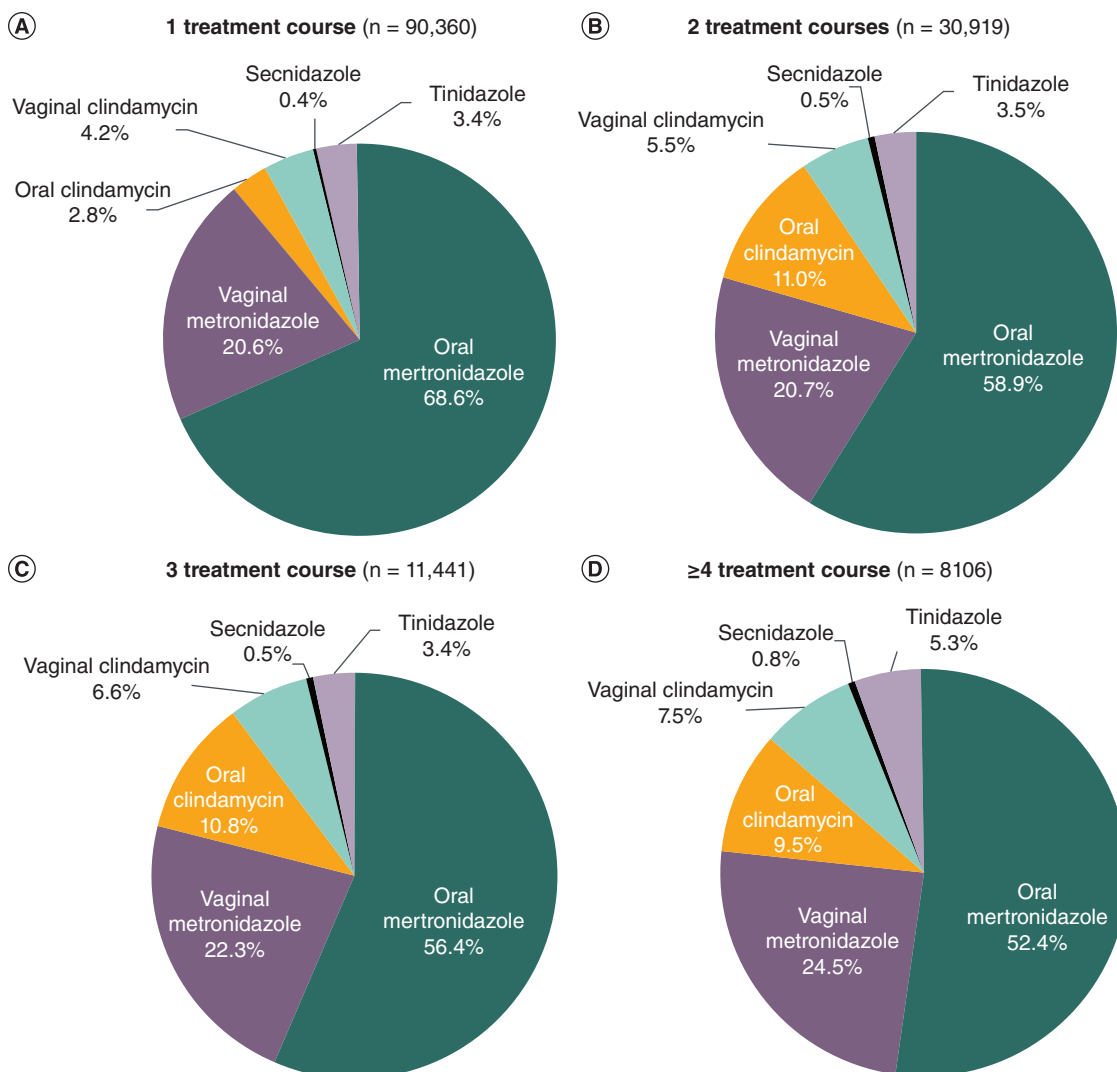 A
1 treatment course (n = 90,360)
Secnidazole
0.4%
Tinidazole
3.4%
Vaginal clindamycin
4.2%
Oral clindamycin
2.8%
Vaginal
metronidazole
20.6%
Oral
mertronidazole
68.6%
B
2 treatment courses (n = 30,919)
Secnidazole
0.5%
Tinidazole
3.5%
Vaginal clindamycin
5.5%
Oral
clindamycin
11.0%
Vaginal
metronidazole
20.7%
Oral
mertronidazole
58.9%
C
3 treatment course (n = 11,441)
Secnidazole
0.5%
Tinidazole
3.4%
Vaginal clindamycin
6.6%
Oral
clindamycin
10.8%
Vaginal
metronidazole
22.3%
Oral
mertronidazole
56.4%
D
≥4 treatment course (n = 8106)
Secnidazole
0.8%
Tinidazole
5.3%
Vaginal clindamycin
7.5%
Oral
clindamycin
9.5%
Vaginal
metronidazole
24.5%
Oral
mertronidazole
52.4%